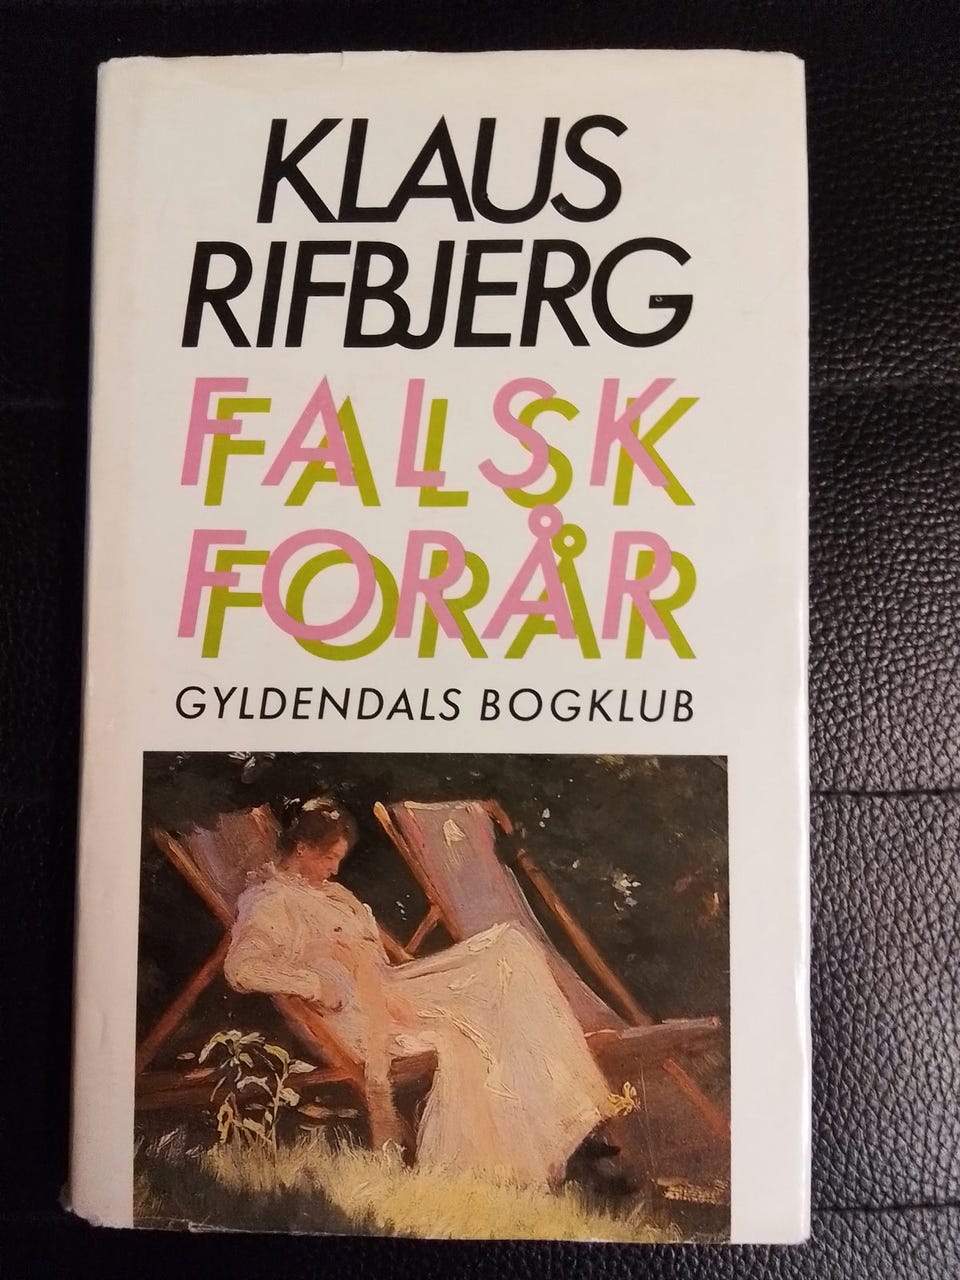 KLAUS
RIFBJERG
FALSK
FORÅR
GYLDENDALS BOGKLUB